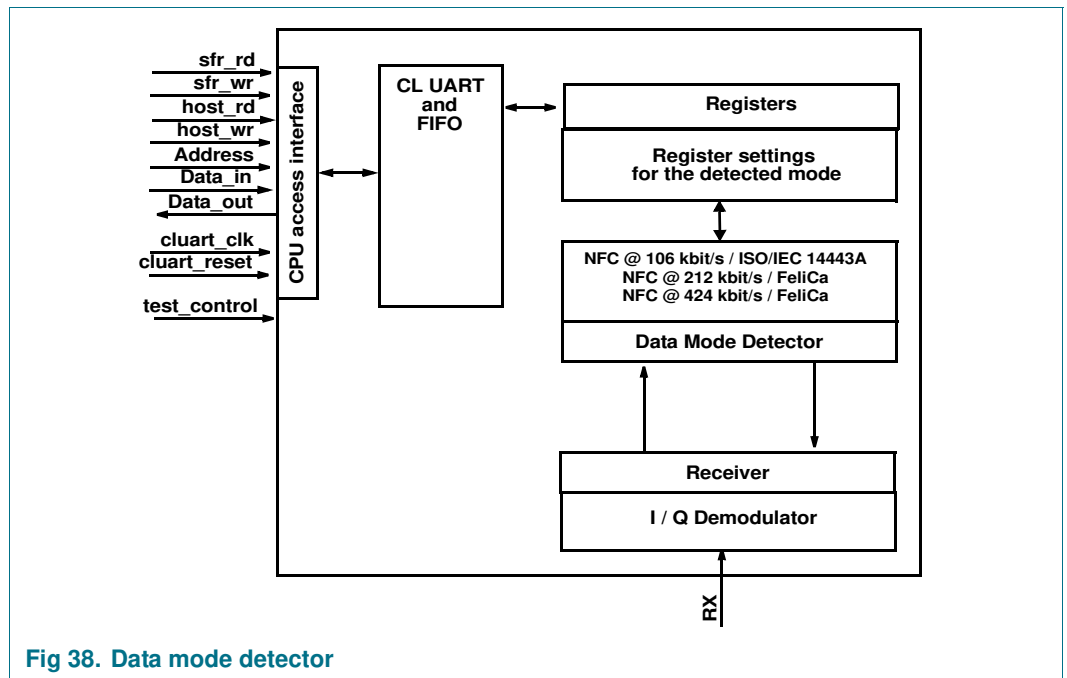 sfr_rd
sfr_wr
host_rd
host_wr
Address
Data_in
Data_out
cluart_clk
cluart_reset
test_control
CPU access interface
CL UART
and
FIFO
Registers
Register settings
for the detected mode
NFC @ 106 kbit/s / ISO/IEC 14443A
NFC @ 212 kbit/s / FeliCa
NFC @ 424 kbit/s / FeliCa
Data Mode Detector
Receiver
I / Q Demodulator
RX
Fig 38. Data mode detector